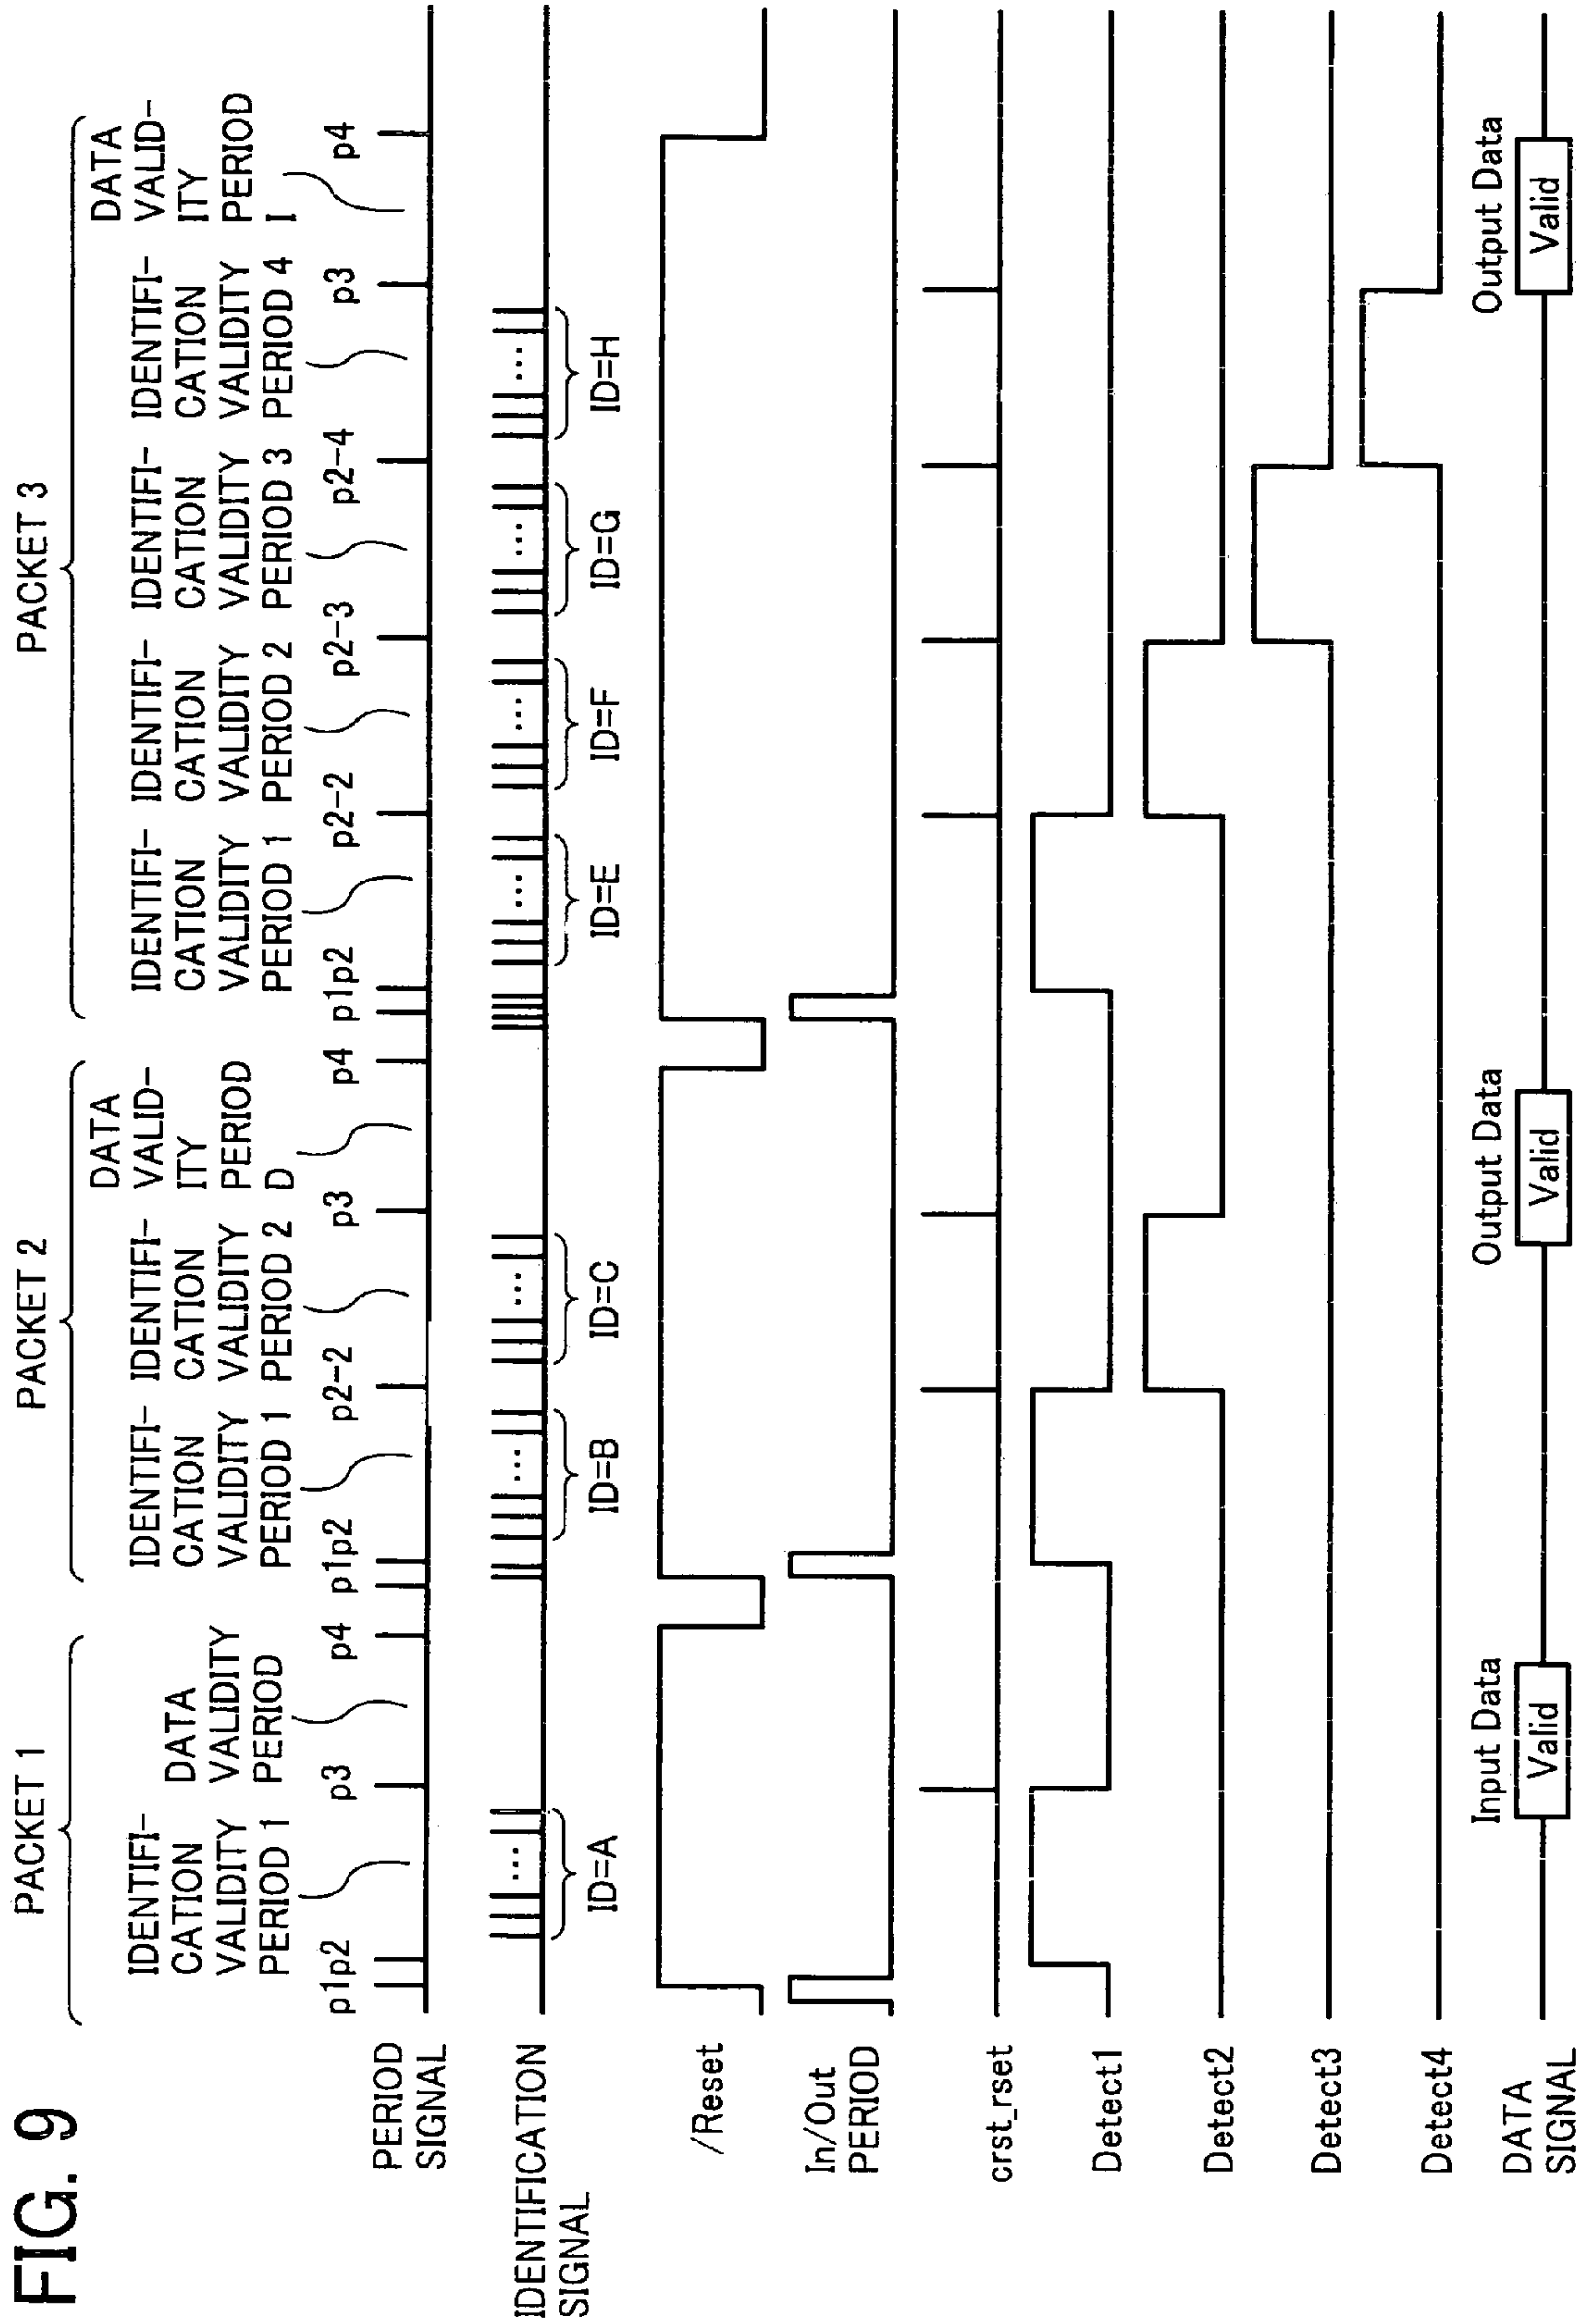 FIG. 9
PACKET 1
PACKET 2
PACKET 3
IDENTIFI-
CATION
VALIDITY
PERIOD 1
DATA
VALIDITY
PERIOD
IDENTIFI-
CATION
VALIDITY
PERIOD 1
IDENTIFI-
CATION
VALIDITY
PERIOD 2
DATA
VALID-
ITY
PERIOD
D
IDENTIFI-
CATION
VALIDITY
PERIOD 1
IDENTIFI-
CATION
VALIDITY
PERIOD 2
IDENTIFI-
CATION
VALIDITY
PERIOD 3
IDENTIFI-
CATION
VALIDITY
PERIOD 4
DATA
VALID-
ITY
PERIOD
I
p1p2 p3 p4 p1p2 p2-2 p3 p4 p1p2 p2-2 p2-3 p2-4 p3 p4
PERIOD
SIGNAL
IDENTIFICATION
SIGNAL
... ... ... ... ... ... ...
ID=A ID=B ID=C ID=E ID=F ID=G ID=H
/Reset
In/Out
PERIOD
crst_rset
Detect1
Detect2
Detect3
Detect4
DATA
SIGNAL
Input Data
Valid
Output Data
Valid
Output Data
Valid